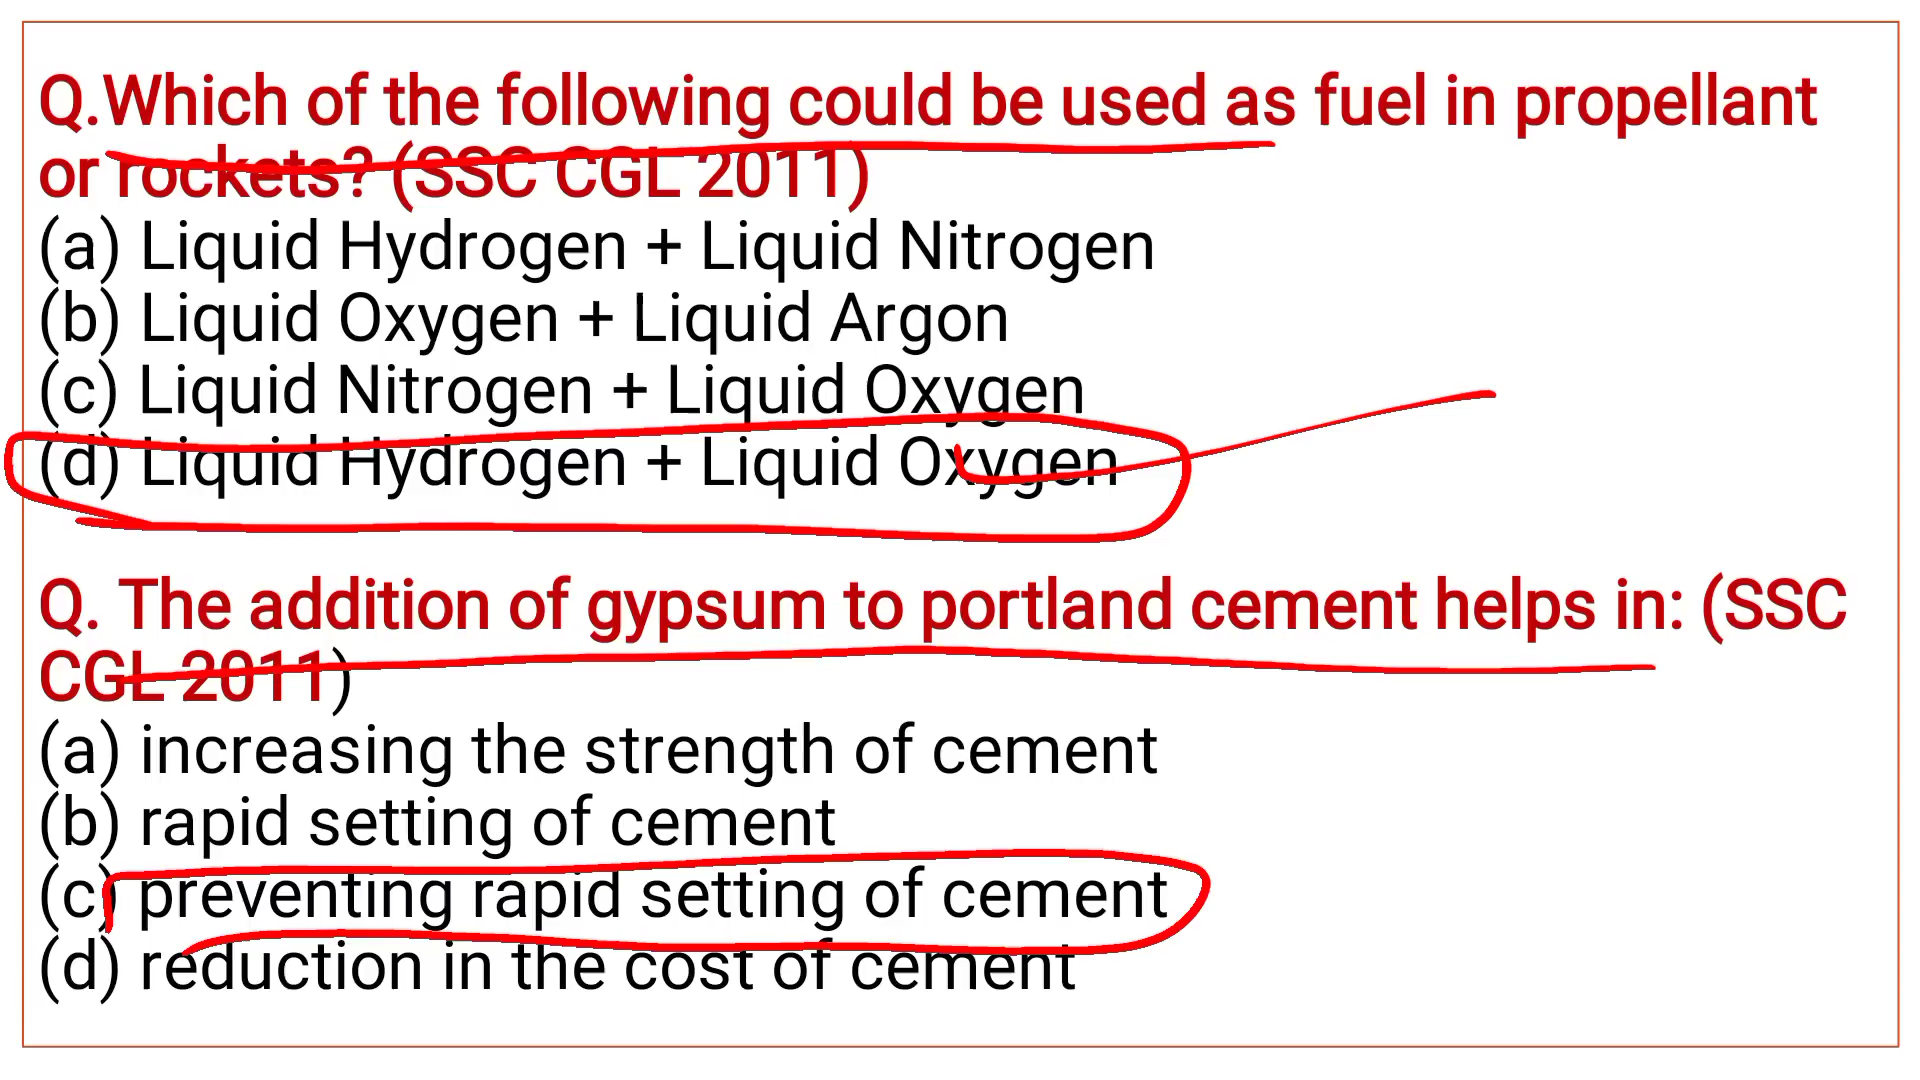 Q.Which of the following could be used as fuel in propellant
or rockets? (SSC CGL 2011)
(a) Liquid Hydrogen + Liquid Nitrogen
(b) Liquid Oxygen + Liquid Argon
(c) Liquid Nitrogen + Liquid Oxygen
(d) Liquid Hydrogen + Liquid Oxygen
Q. The addition of gypsum to portland cement helps in: (SSC
CGL 2011)
(a) increasing the strength of cement
(b) rapid setting of cement
(c) preventing rapid setting of cement
(d) reduction in the cost of cement